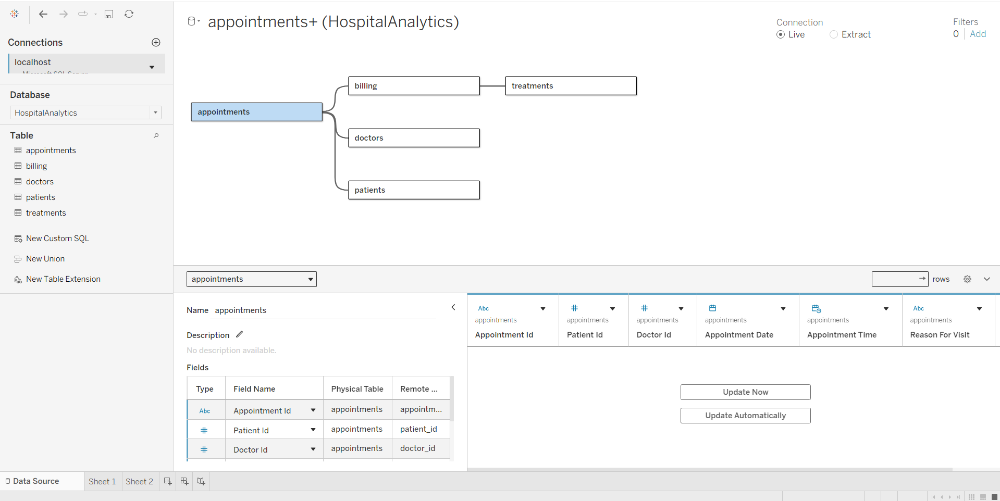 appointments+ (HospitalAnalytics)
Connection
Live
Extract
Filters
0
Add
Connections
localhost
Microsoft SQL Server
Database
HospitalAnalytics
Table
appointments
billing
doctors
patients
treatments
New Custom SQL
New Union
New Table Extension
appointments
billing
treatments
doctors
patients
appointments
rows
Name appointments
Description
No description available.
Fields
Type Field Name Physical Table Remote ...
Abc Appointment Id appointments appointm...
# Patient Id appointments patient_id
# Doctor Id appointments doctor_id
Abc
appointments
Appointment Id
#
appointments
Patient Id
#
appointments
Doctor Id
appointments
Appointment Date
appointments
Appointment Time
Abc
appointments
Reason For Visit
Update Now
Update Automatically
Data Source
Sheet 1
Sheet 2